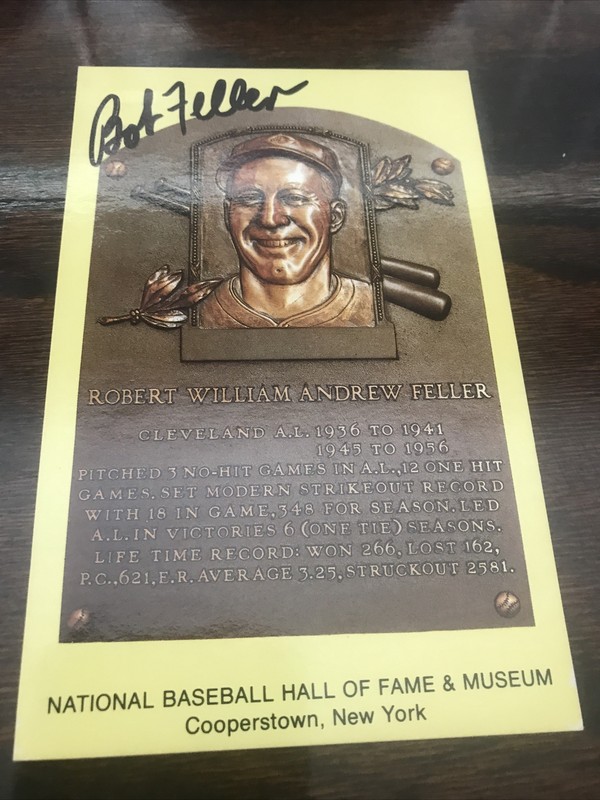 Bob Feller
ROBERT WILLIAM ANDREW FELLER
CLEVELAND A.L. 1936 TO 1941
1945 TO 1956
PITCHED 3 NO-HIT GAMES IN A.L., 12 ONE HIT
GAMES. SET MODERN STRIKEOUT RECORD
WITH 18 IN GAME, 348 FOR SEASON. LED
A.L. IN VICTORIES 6 (ONE TIE) SEASONS.
LIFE TIME RECORD: WON 266, LOST 162,
P.C. .621, E.R. AVERAGE 3.25, STRUCKOUT 2581.
NATIONAL BASEBALL HALL OF FAME & MUSEUM
Cooperstown, New York